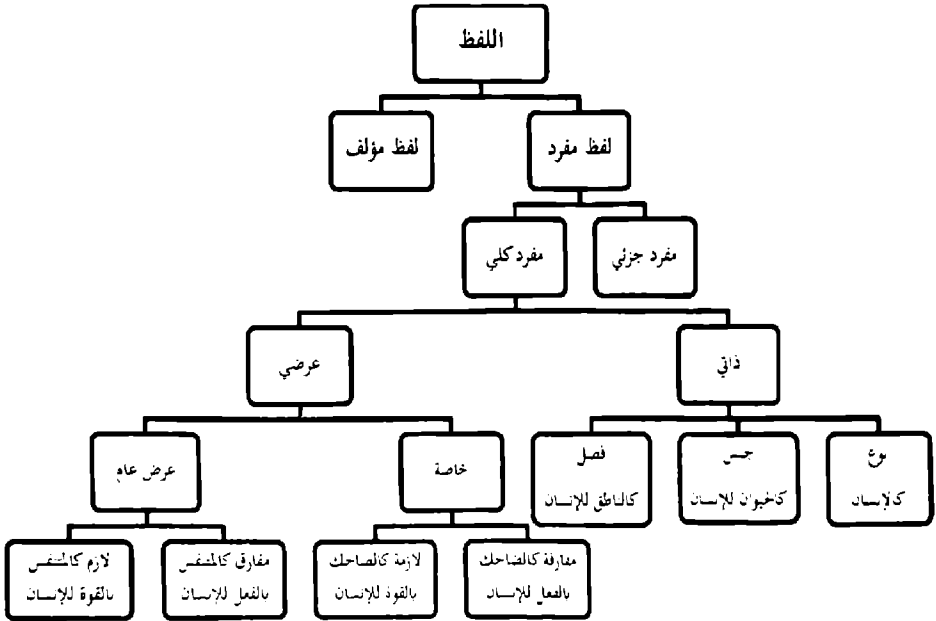 اللفظ
لفظ مفرد
لفظ مؤلف
مفرد جزئي
مفرد كلي
ذاتي
عرضي
نوع
كالإنسان
جنس
كالحيوان للإنسان
فصل
كالناطق للإنسان
خاصة
عرض عام
مفارقة كالضاحك
بالفعل للإنسان
لازمة كالضاحك
بالقوة للإنسان
مفارق كالمتنفس
بالفعل للإنسان
لازم كالمتنفس
بالقوة للإنسان